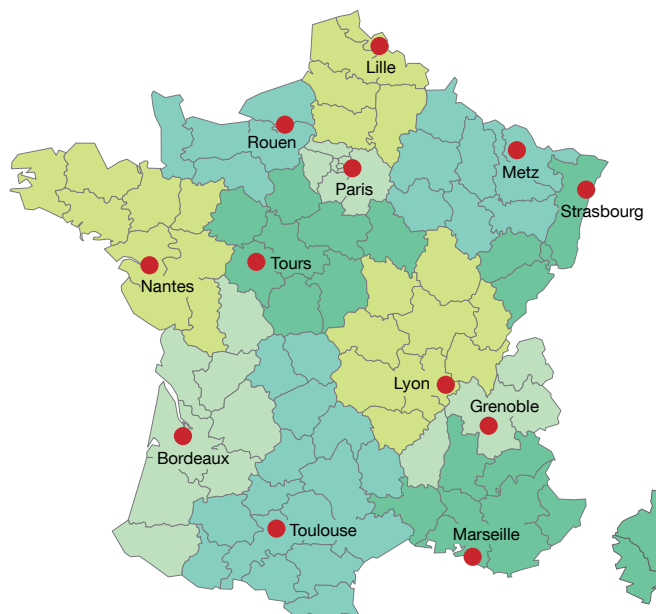 Lille
Rouen
Metz
Paris
Strasbourg
Tours
Nantes
Lyon
Grenoble
Bordeaux
Toulouse
Marseille